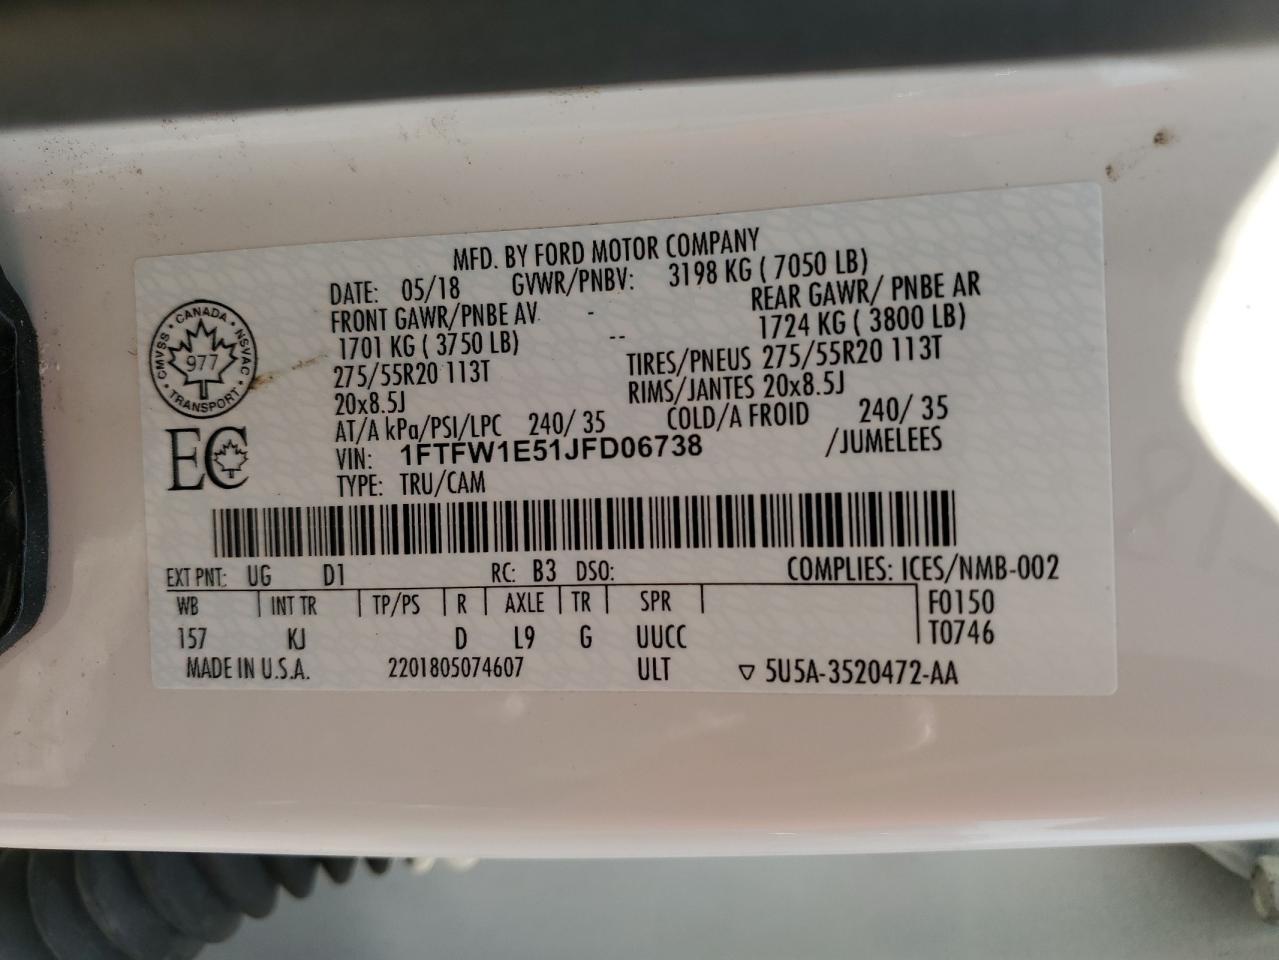 MFD. BY FORD MOTOR COMPANY
DATE: 05/18 GVWR/PNBV: 3198 KG ( 7050 LB)
FRONT GAWR/PNBE AV - REAR GAWR/ PNBE AR
1701 KG ( 3750 LB) -- 1724 KG ( 3800 LB)
275/55R20 113T TIRES/PNEUS 275/55R20 113T
20x8.5J RIMS/JANTES 20x8.5J
AT/A kPa/PSI/LPC 240/ 35 COLD/A FROID 240/ 35
VIN: 1FTFW1E51JFD06738 /JUMELEES
TYPE: TRU/CAM
CANADA
CMVSS NSVAC
977
TRANSPORT
EC
EXT PNT: UG D1 RC: B3 DSO: COMPLIES: ICES/NMB-002
WB INT TR TP/PS R AXLE TR SPR F0150
157 KJ D L9 G UUCC T0746
MADE IN U.S.A. 2201805074607 ULT ▽ 5U5A-3520472-AA